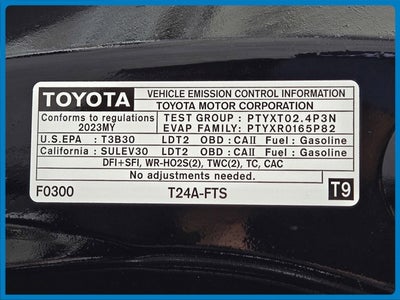 TOYOTA
VEHICLE EMISSION CONTROL INFORMATION
TOYOTA MOTOR CORPORATION
Conforms to regulations
2023MY
TEST GROUP : PTYXT02.4P3N
EVAP FAMILY: PTYXR0165P82
U.S.EPA : T3B30 LDT2 OBD : CAII Fuel : Gasoline
California : SULEV30 LDT2 OBD : CAII Fuel : Gasoline
DFI+SFI, WR-HO2S(2), TWC(2), TC, CAC
No adjustments needed.
F0300 T24A-FTS T9